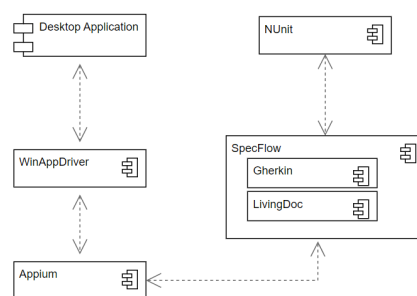 Desktop Application
NUnit
SpecFlow
Gherkin
WinAppDriver
LivingDoc
Appium